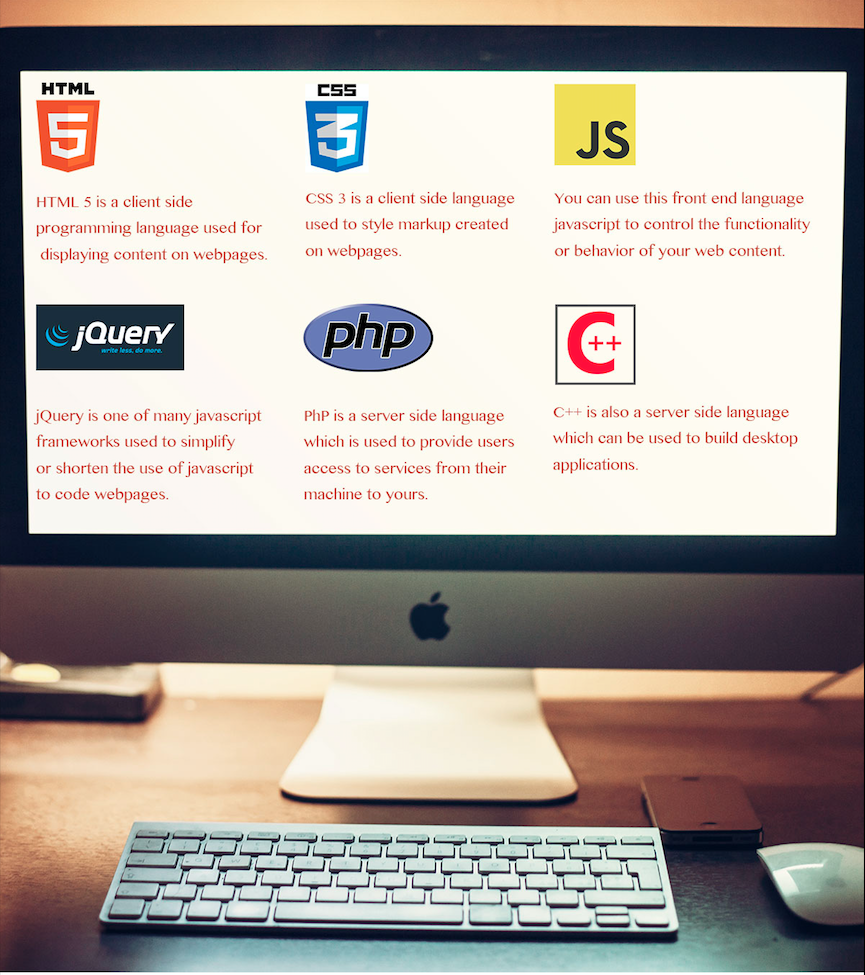 HTML
5
HTML 5 is a client side
programming language used for
displaying content on webpages.
CSS
3
CSS 3 is a client side language
used to style markup created
on webpages.
JS
You can use this front end language
javascript to control the functionality
or behavior of your web content.
jQuery
write less, do more.
jQuery is one of many javascript
frameworks used to simplify
or shorten the use of javascript
to code webpages.
php
PhP is a server side language
which is used to provide users
access to services from their
machine to yours.
C++
C++ is also a server side language
which can be used to build desktop
applications.